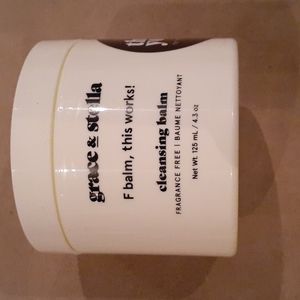 grace & stella
F balm, this works!
cleansing balm
FRAGRANCE FREE | BAUME NETTOYANT
Net Wt. 125 mL / 4.3 oz